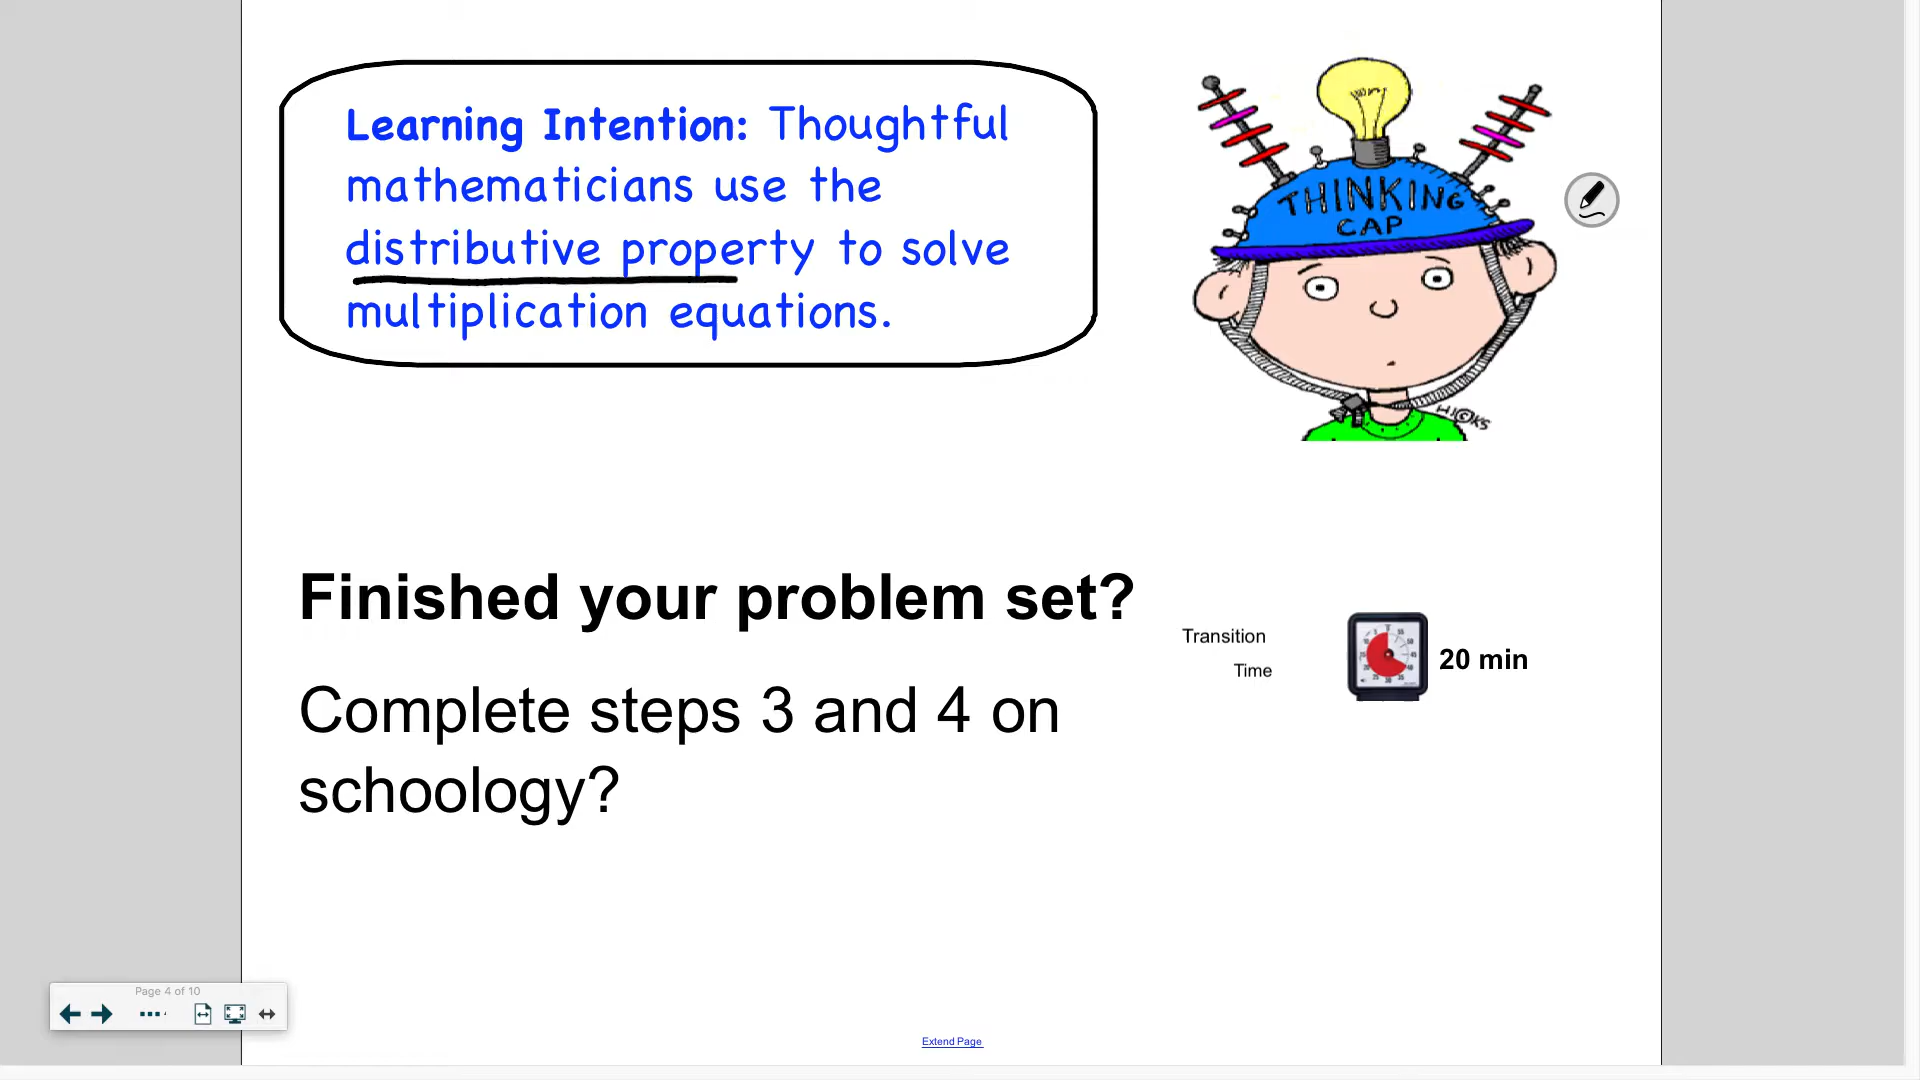 Learning Intention: Thoughtful
mathematicians use the
distributive property to solve
multiplication equations.
THINKING
CAP
HICKS
Finished your problem set?
Complete steps 3 and 4 on
schoology?
Transition
Time
20 min
Page 4 of 10
Extend Page